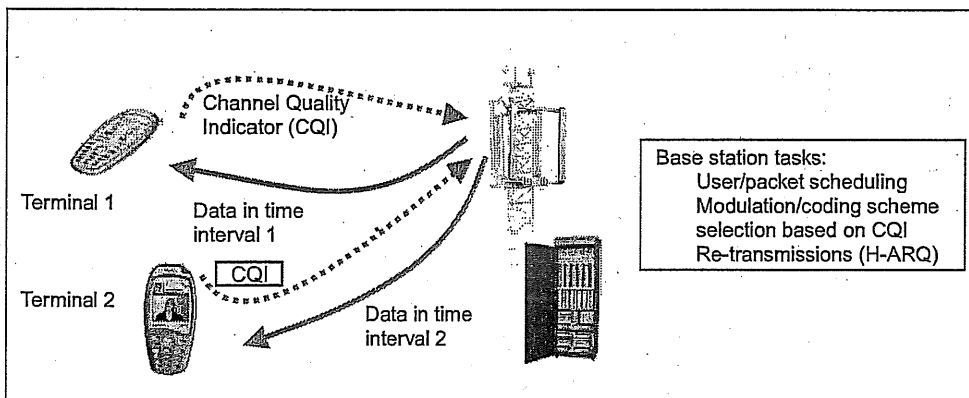 Channel Quality
Indicator (CQI)
Terminal 1
Data in time
interval 1
CQI
Terminal 2
Data in time
interval 2
Base station tasks:
User/packet scheduling
Modulation/coding scheme
selection based on CQI
Re-transmissions (H-ARQ)